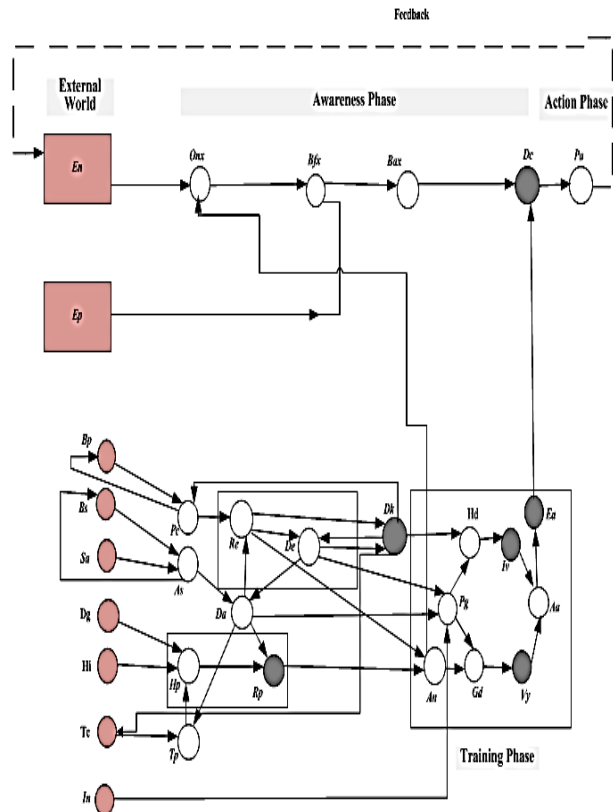 Feedback
External World
Awareness Phase
Action Phase
En
Onx
Bfx
Bax
Dc
Pa
Ep
Bp
Bs
Sa
Dg
Hi
Tc
In
Pc
As
Re
De
Dk
Da
Hp
Rp
Tp
Hd
Iv
Ea
Pg
Aa
An
Gd
Vy
Training Phase